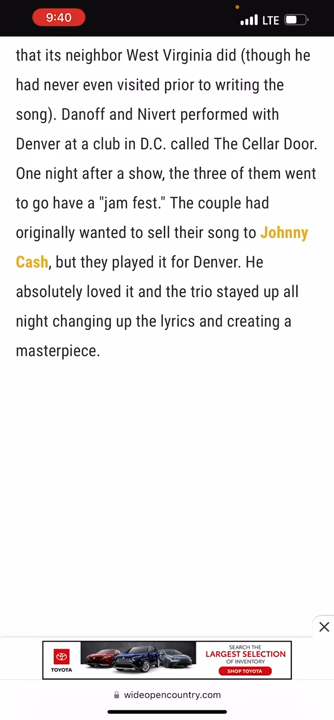 9:40
LTE
that its neighbor West Virginia did (though he
had never even visited prior to writing the
song). Danoff and Nivert performed with
Denver at a club in D.C. called The Cellar Door.
One night after a show, the three of them went
to go have a "jam fest." The couple had
originally wanted to sell their song to Johnny
Cash, but they played it for Denver. He
absolutely loved it and the trio stayed up all
night changing up the lyrics and creating a
masterpiece.
TOYOTA
SEARCH THE
LARGEST SELECTION
OF INVENTORY
SHOP TOYOTA
wideopencountry.com